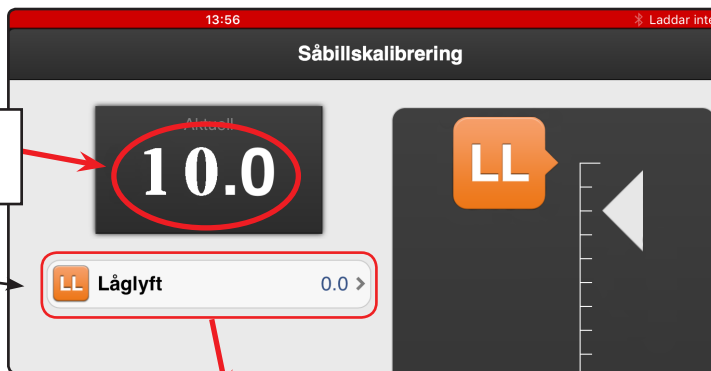 13:56
Laddar inte
Såbillskalibrering
Aktuell
10.0
LL
LL Låglyft 0.0